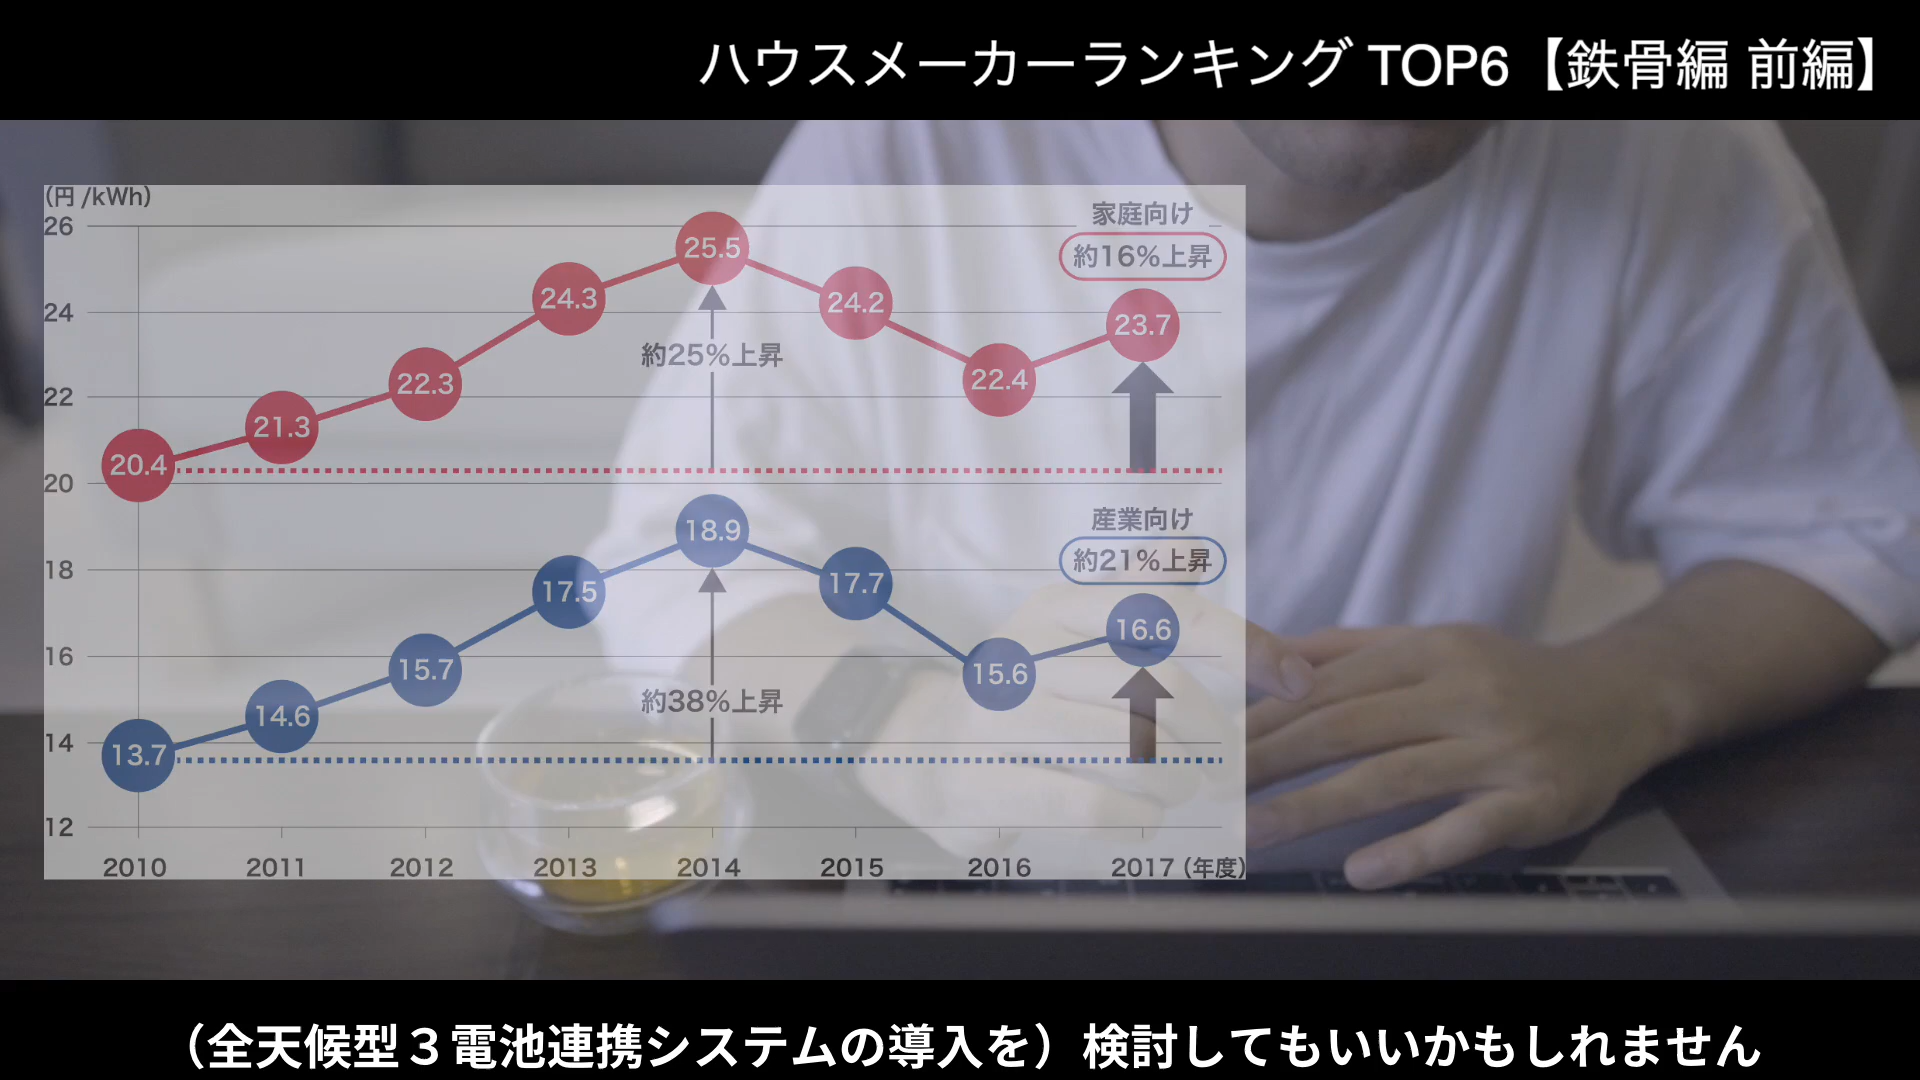 ハウスメーカーランキング TOP6【鉄骨編 前編】
(円 /kWh)
26
24
22
20
18
16
14
12
家庭向け
約16%上昇
20.4
21.3
22.3
24.3
25.5
24.2
22.4
23.7
約25%上昇
産業向け
約21%上昇
13.7
14.6
15.7
17.5
18.9
17.7
15.6
16.6
約38%上昇
2010 2011 2012 2013 2014 2015 2016 2017 (年度)
（全天候型３電池連携システムの導入を）検討してもいいかもしれません